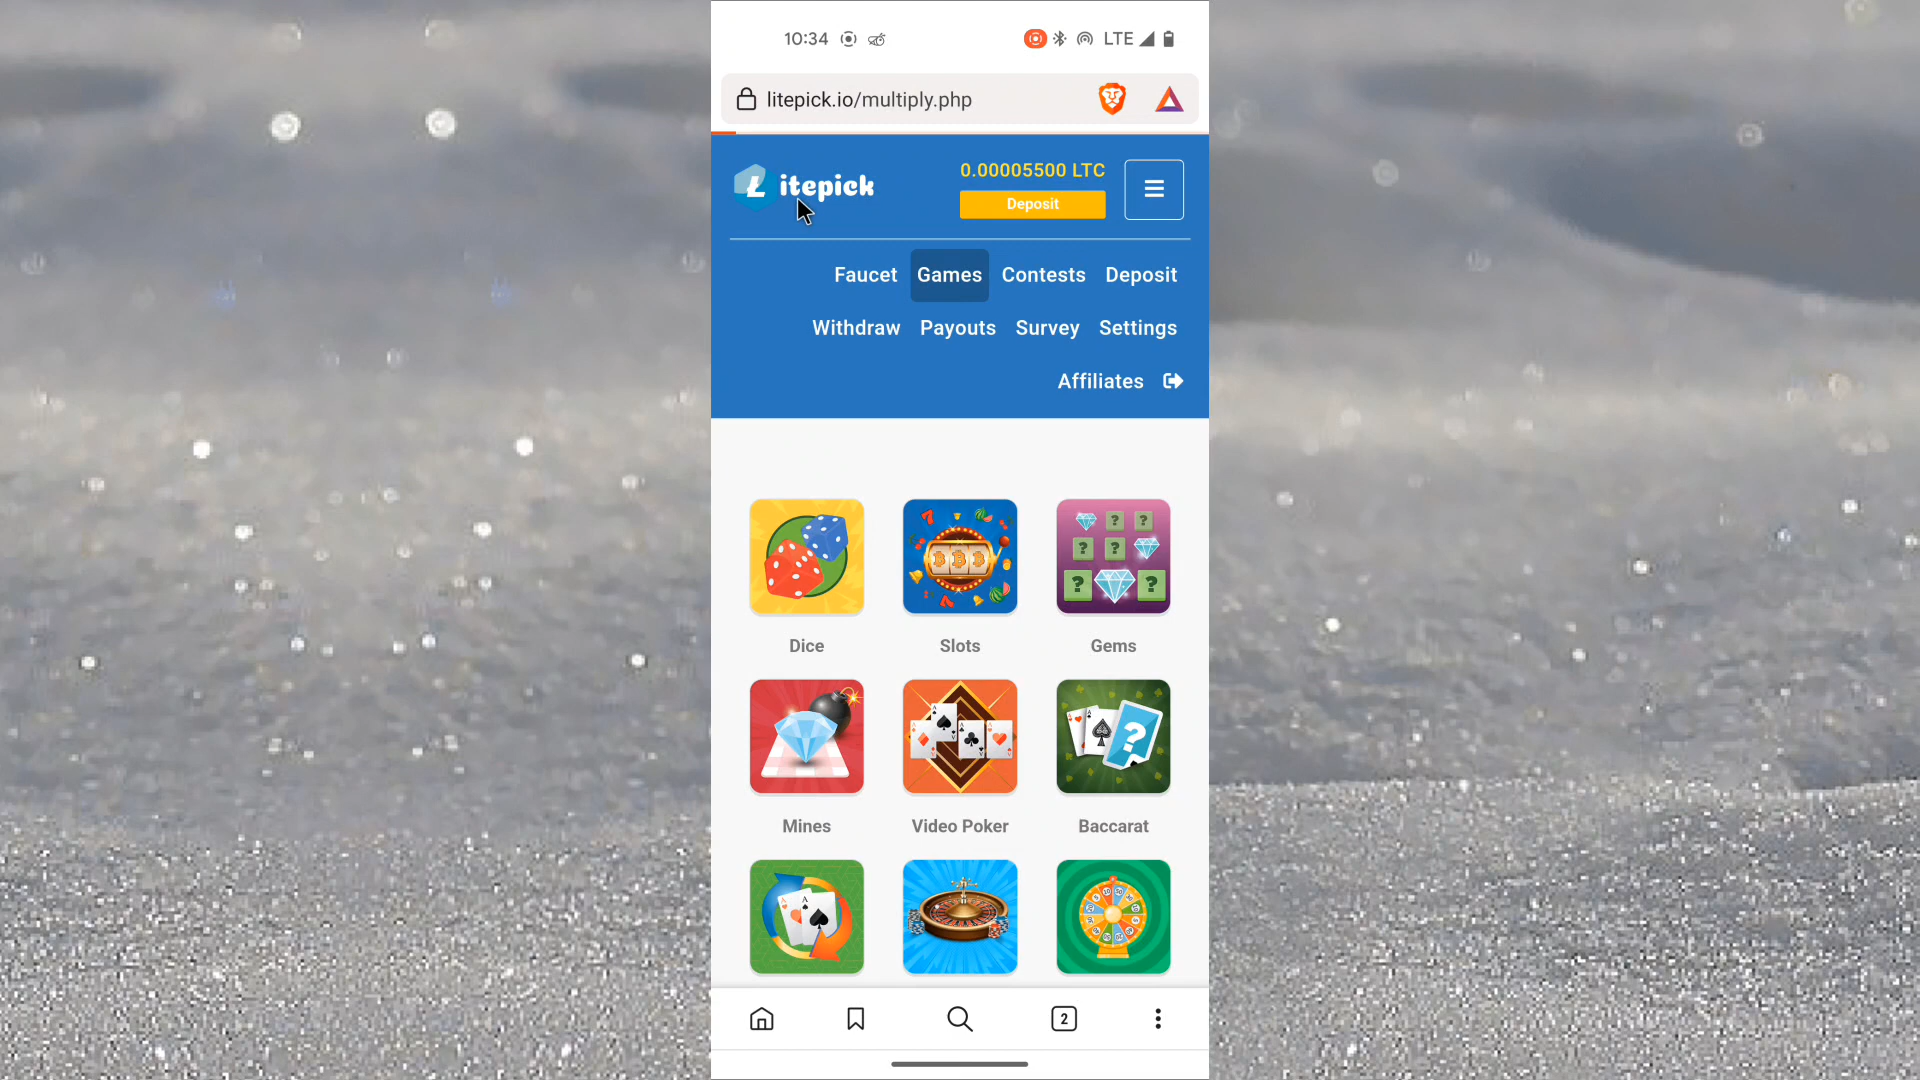 10:34 LTE
litepick.io/multiply.php
Litepick
0.00005500 LTC
Deposit
Faucet Games Contests Deposit
Withdraw Payouts Survey Settings
Affiliates
Dice Slots Gems
Mines Video Poker Baccarat
2